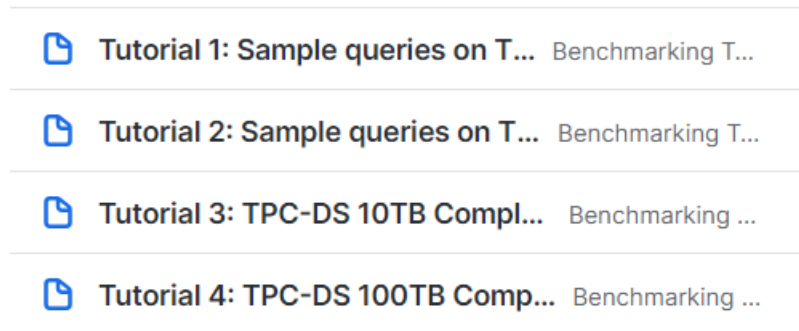 Tutorial 1: Sample queries on T... Benchmarking T...
Tutorial 2: Sample queries on T... Benchmarking T...
Tutorial 3: TPC-DS 10TB Compl... Benchmarking ...
Tutorial 4: TPC-DS 100TB Comp... Benchmarking ...